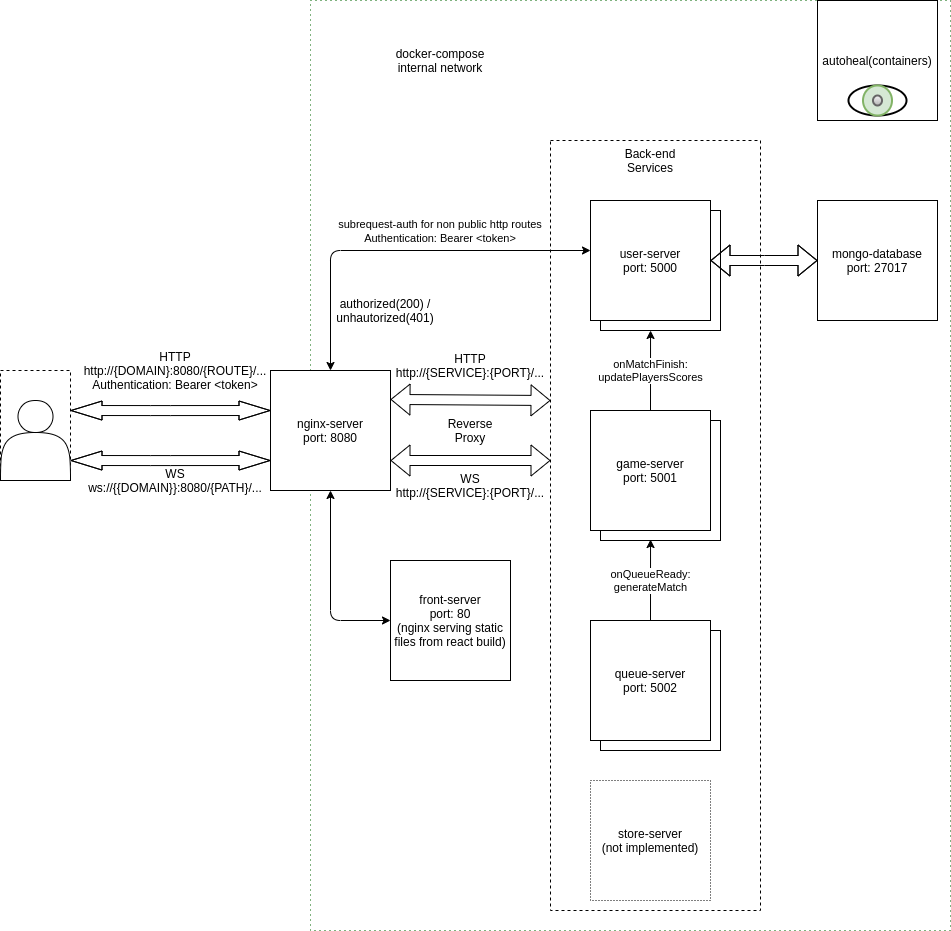 docker-compose
internal network
autoheal(containers)
Back-end
Services
subrequest-auth for non public http routes
Authentication: Bearer <token>
user-server
port: 5000
mongo-database
port: 27017
authorized(200) /
unhautorized(401)
HTTP
http://{DOMAIN}:8080/{ROUTE}/...
Authentication: Bearer <token>
HTTP
http://{SERVICE}:{PORT}/...
onMatchFinish:
updatePlayersScores
nginx-server
port: 8080
Reverse
Proxy
game-server
port: 5001
WS
ws://{{DOMAIN}}:8080/{PATH}/...
WS
http://{SERVICE}:{PORT}/...
onQueueReady:
generateMatch
front-server
port: 80
(nginx serving static
files from react build)
queue-server
port: 5002
store-server
(not implemented)